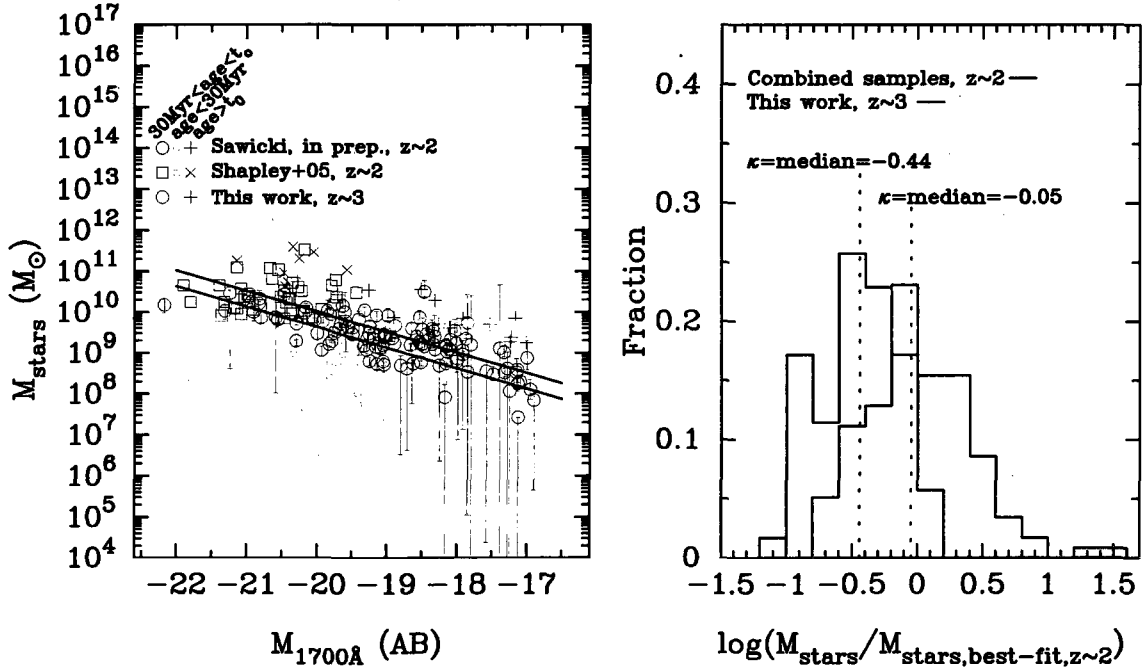 10^17
10^16
10^15
10^14
10^13
10^12
10^11
10^10
10^9
10^8
10^7
10^6
10^5
10^4
M_stars (M_⊙)
30Myr<age<t_0
age<30Myr
age>t_0
○ + Sawicki, in prep., z~2
□ × Shapley+05, z~2
○ + This work, z~3
−22 −21 −20 −19 −18 −17
M_1700Å (AB)
0.4
0.3
0.2
0.1
0
Fraction
Combined samples, z~2
This work, z~3
κ=median=−0.44
κ=median=−0.05
−1.5 −1 −0.5 0 0.5 1 1.5
log(M_stars/M_stars,best−fit,z~2)